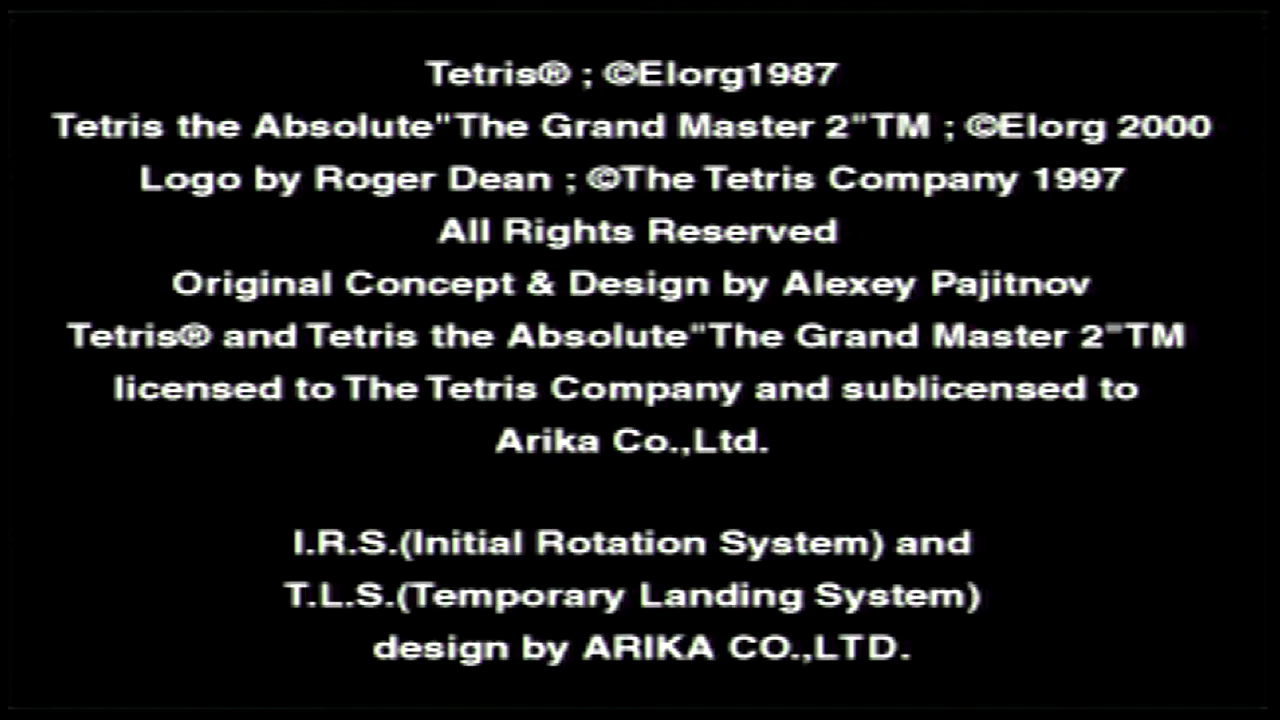 Tetris® ; ©Elorg1987
Tetris the Absolute"The Grand Master 2"TM ; ©Elorg 2000
Logo by Roger Dean ; ©The Tetris Company 1997
All Rights Reserved
Original Concept & Design by Alexey Pajitnov
Tetris® and Tetris the Absolute"The Grand Master 2"TM
licensed to The Tetris Company and sublicensed to
Arika Co.,Ltd.
I.R.S.(Initial Rotation System) and
T.L.S.(Temporary Landing System)
design by ARIKA CO.,LTD.